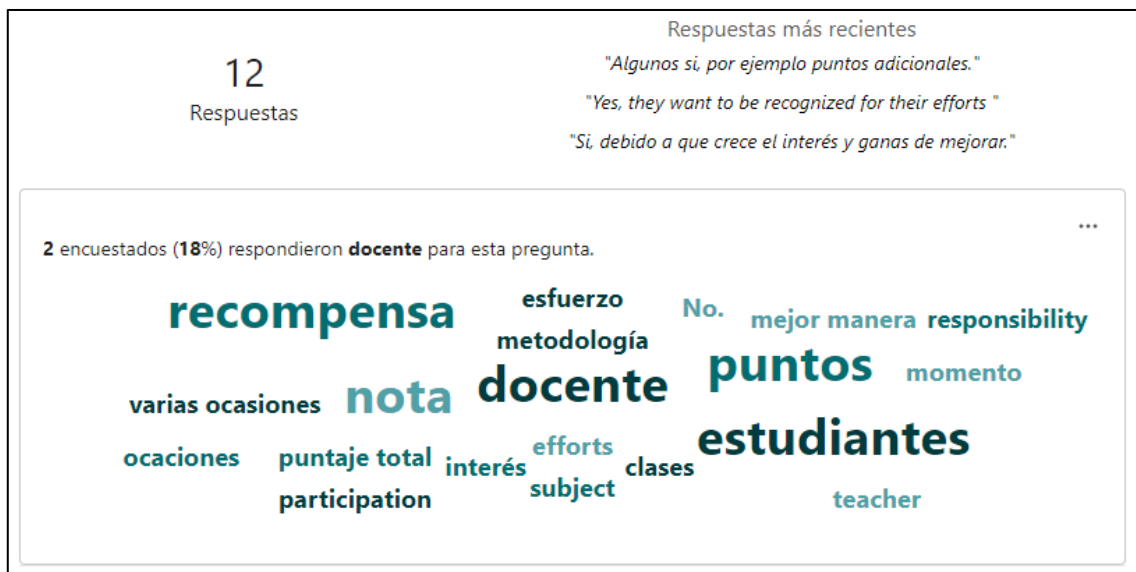 12
Respuestas
Respuestas más recientes
"Algunos si, por ejemplo puntos adicionales."
"Yes, they want to be recognized for their efforts "
"Si, debido a que crece el interés y ganas de mejorar."
...
2 encuestados (18%) respondieron docente para esta pregunta.
recompensa
esfuerzo
No.
mejor manera
responsibility
metodología
docente
puntos
momento
varias ocasiones
nota
estudiantes
ocaciones
puntaje total
interés
efforts
clases
subject
participation
teacher